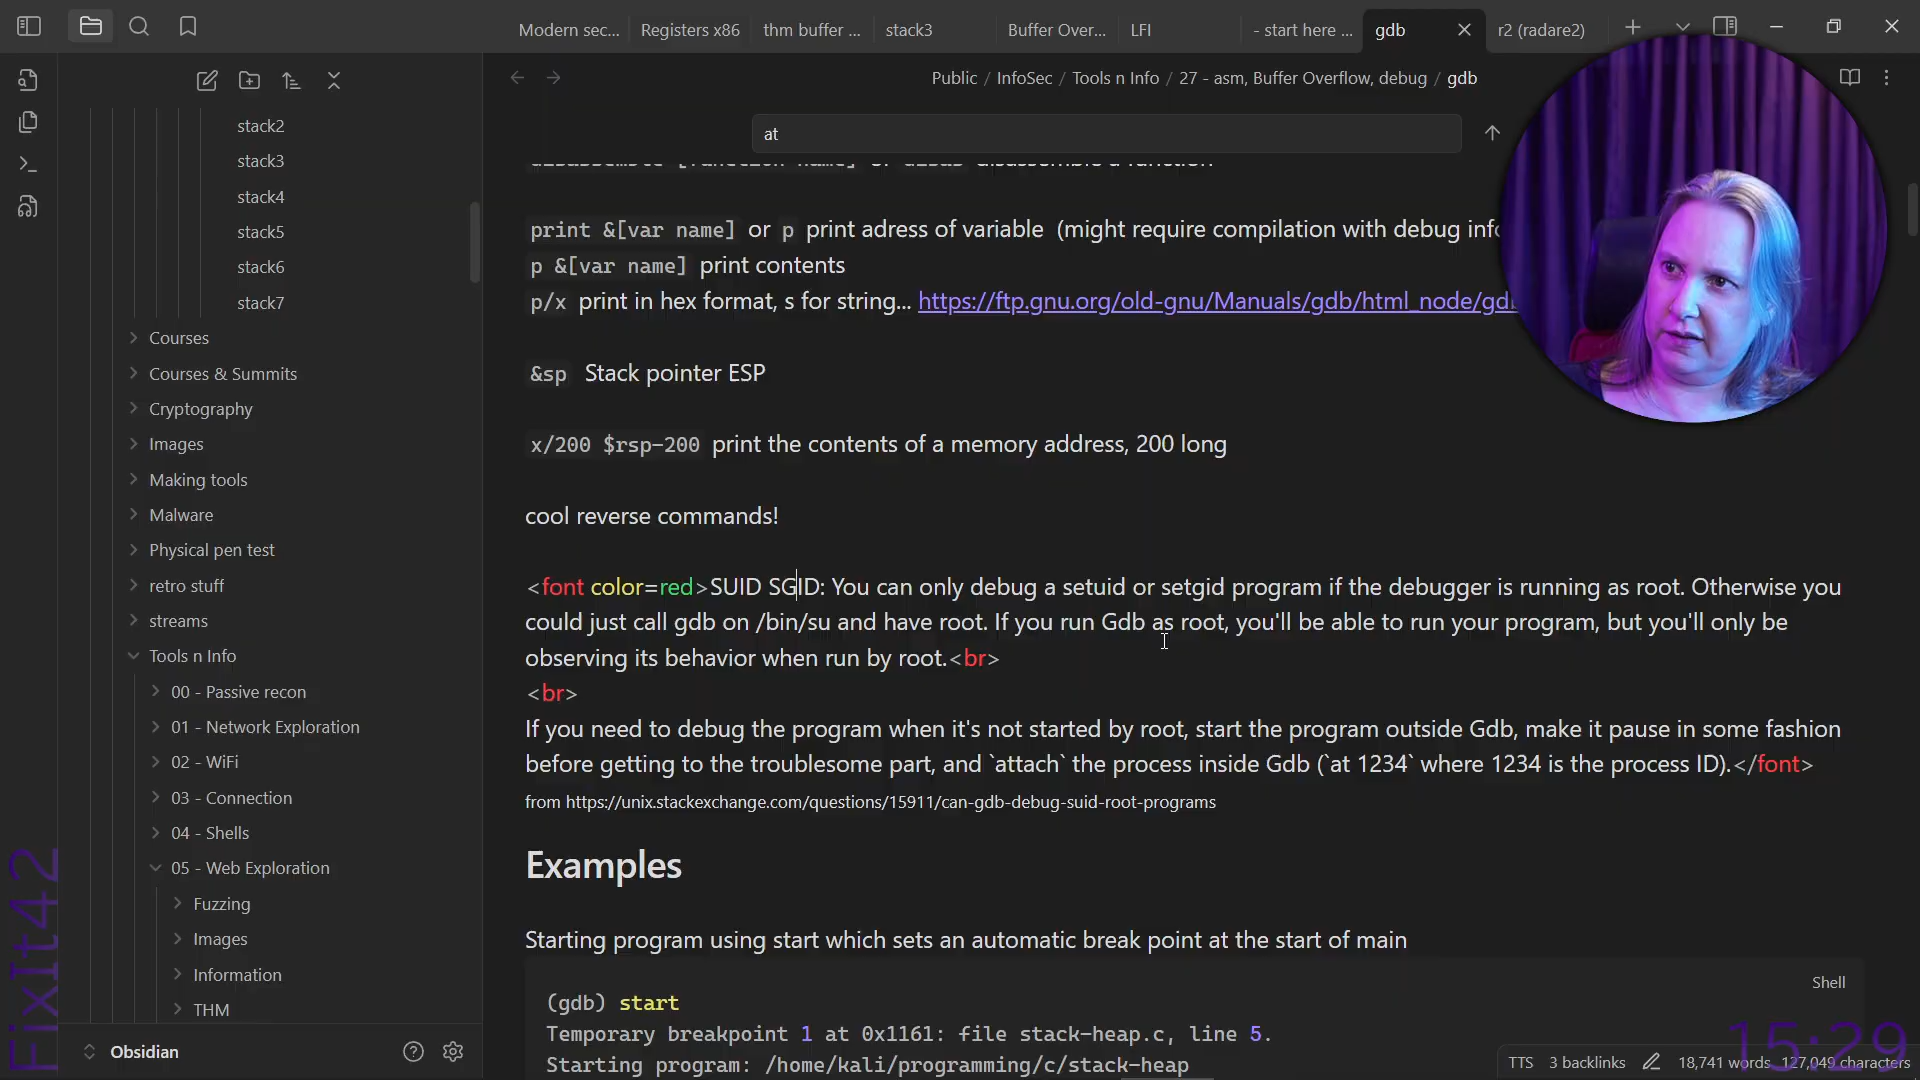 Modern sec...
Registers x86
thm buffer ...
stack3
Buffer Over...
LFI
- start here ...
gdb
r2 (radare2)
Public / InfoSec / Tools n Info / 27 - asm, Buffer Overflow, debug / gdb
at
stack2
stack3
stack4
stack5
stack6
stack7
Courses
Courses & Summits
Cryptography
Images
Making tools
Malware
Physical pen test
retro stuff
streams
Tools n Info
00 - Passive recon
01 - Network Exploration
02 - WiFi
03 - Connection
04 - Shells
05 - Web Exploration
Fuzzing
Images
Information
THM
Obsidian
FixIt42
print &[var name] or p print adress of variable (might require compilation with debug info
p &[var name] print contents
p/x print in hex format, s for string... https://ftp.gnu.org/old-gnu/Manuals/gdb/html_node/gdb
&sp Stack pointer ESP
x/200 $rsp-200 print the contents of a memory address, 200 long
cool reverse commands!
<font color=red>SUID SGID: You can only debug a setuid or setgid program if the debugger is running as root. Otherwise you
could just call gdb on /bin/su and have root. If you run Gdb as root, you'll be able to run your program, but you'll only be
observing its behavior when run by root.<br>
<br>
If you need to debug the program when it's not started by root, start the program outside Gdb, make it pause in some fashion
before getting to the troublesome part, and `attach` the process inside Gdb (`at 1234` where 1234 is the process ID).</font>
from https://unix.stackexchange.com/questions/15911/can-gdb-debug-suid-root-programs
Examples
Starting program using start which sets an automatic break point at the start of main
Shell
(gdb) start
Temporary breakpoint 1 at 0x1161: file stack-heap.c, line 5.
Starting program: /home/kali/programming/c/stack-heap
15:29
TTS 3 backlinks 18,741 words 127,049 characters